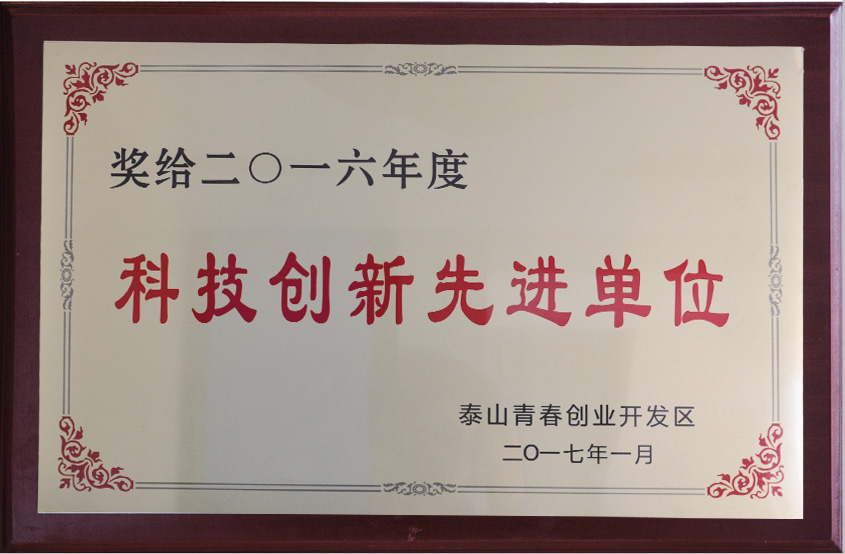 奖给二〇一六年度
科技创新先进单位
泰山青春创业开发区
二〇一七年一月